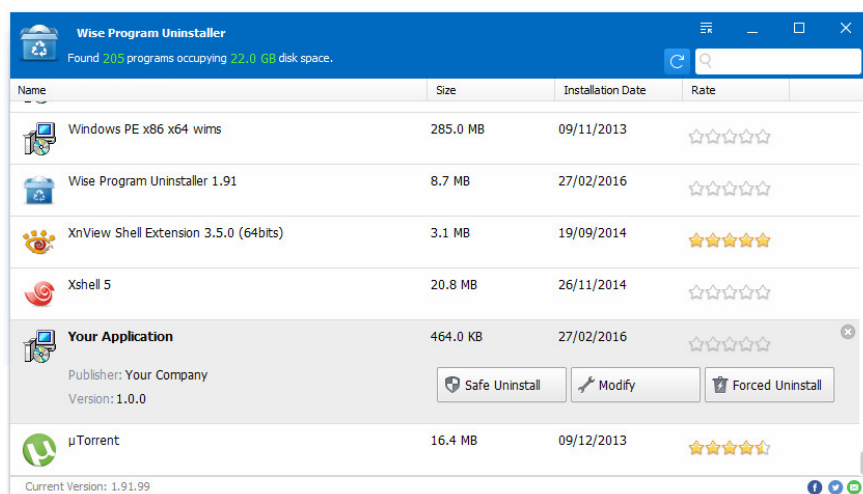 Wise Program Uninstaller
Found 205 programs occupying 22.0 GB disk space.
Name Size Installation Date Rate
Windows PE x86 x64 wims 285.0 MB 09/11/2013
Wise Program Uninstaller 1.91 8.7 MB 27/02/2016
XnView Shell Extension 3.5.0 (64bits) 3.1 MB 19/09/2014
Xshell 5 20.8 MB 26/11/2014
Your Application 464.0 KB 27/02/2016
Publisher: Your Company
Safe Uninstall Modify Forced Uninstall
Version: 1.0.0
µTorrent 16.4 MB 09/12/2013
Current Version: 1.91.99